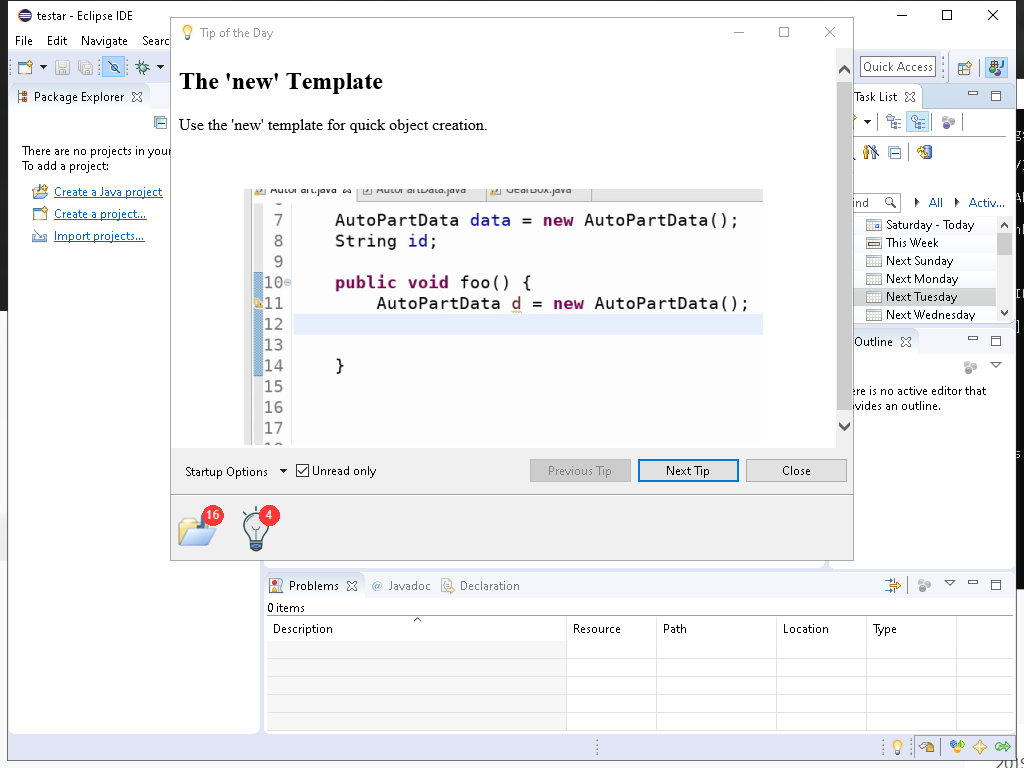 testar - Eclipse IDE
File Edit Navigate Searc
Quick Access
Package Explorer
There are no projects in your
To add a project:
Create a Java project
Create a project...
Import projects...
Tip of the Day
The 'new' Template
Use the 'new' template for quick object creation.
AutoPart.java AutoPartData.java GearBox.java
7 AutoPartData data = new AutoPartData();
8 String id;
9
10 public void foo() {
11 AutoPartData d = new AutoPartData();
12
13
14 }
15
16
17
Startup Options Unread only Previous Tip Next Tip Close
16 4
Task List
All Activ...
Saturday - Today
This Week
Next Sunday
Next Monday
Next Tuesday
Next Wednesday
Outline
ere is no active editor that
vides an outline.
Problems @ Javadoc Declaration
0 items
Description Resource Path Location Type